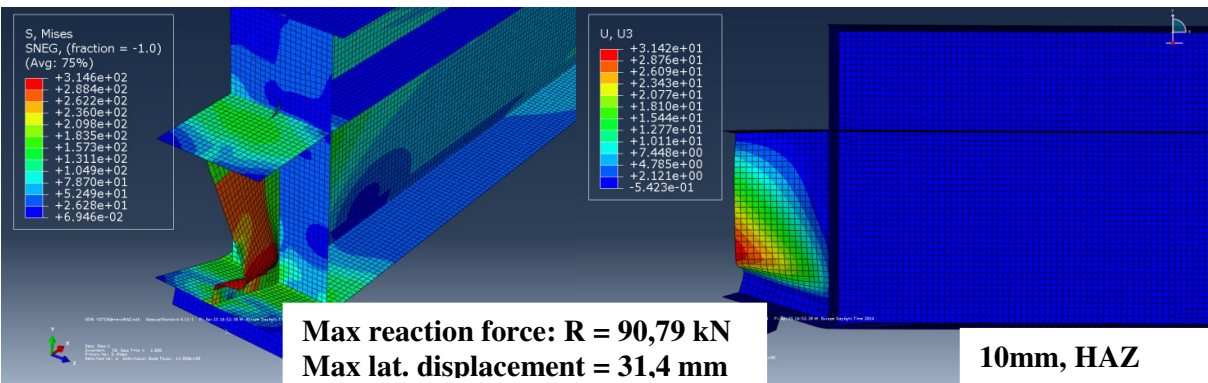 S, Mises
SNEG, (fraction = -1.0)
(Avg: 75%)
+3.146e+02
+2.884e+02
+2.622e+02
+2.360e+02
+2.098e+02
+1.835e+02
+1.573e+02
+1.311e+02
+1.049e+02
+7.870e+01
+5.249e+01
+2.628e+01
+6.946e-02
U, U3
+3.142e+01
+2.876e+01
+2.609e+01
+2.343e+01
+2.077e+01
+1.810e+01
+1.544e+01
+1.277e+01
+1.011e+01
+7.448e+00
+4.785e+00
+2.121e+00
-5.423e-01
Max reaction force: R = 90,79 kN
Max lat. displacement = 31,4 mm
10mm, HAZ